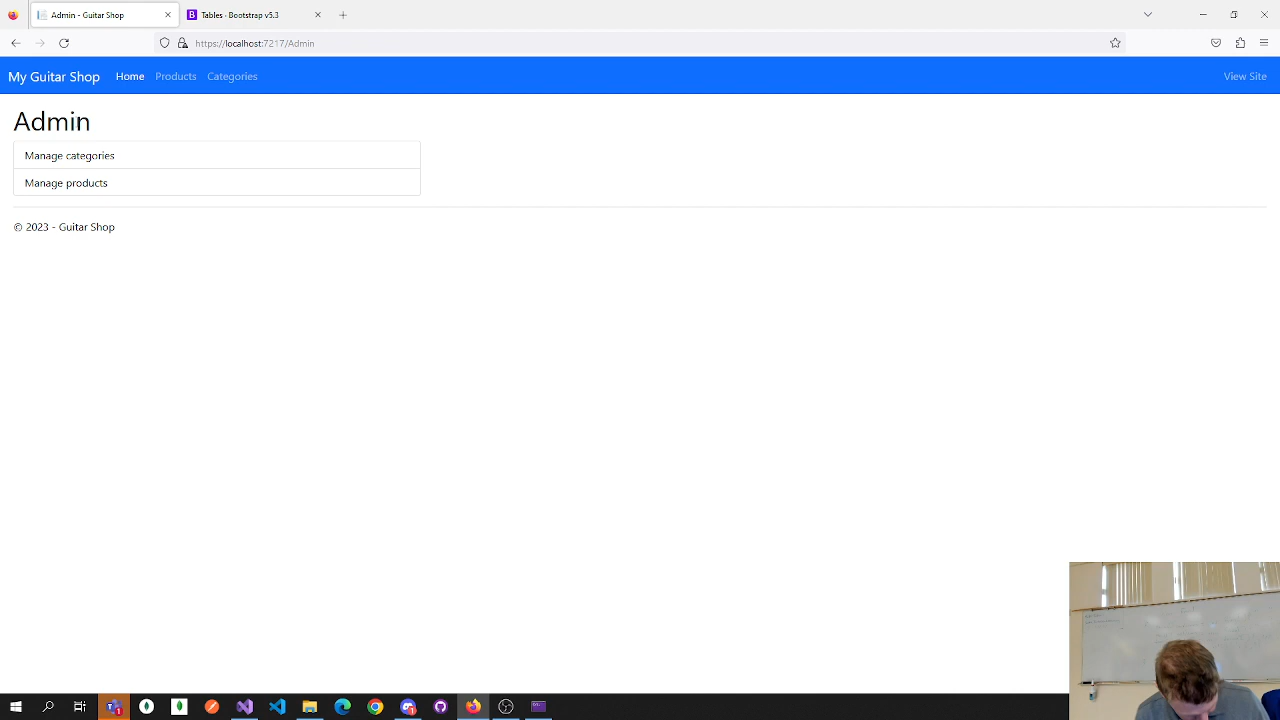 Admin - Guitar Shop
Tables · Bootstrap v5.3
https://localhost:7217/Admin
My Guitar Shop Home Products Categories View Site
Admin
Manage categories
Manage products
© 2023 - Guitar Shop